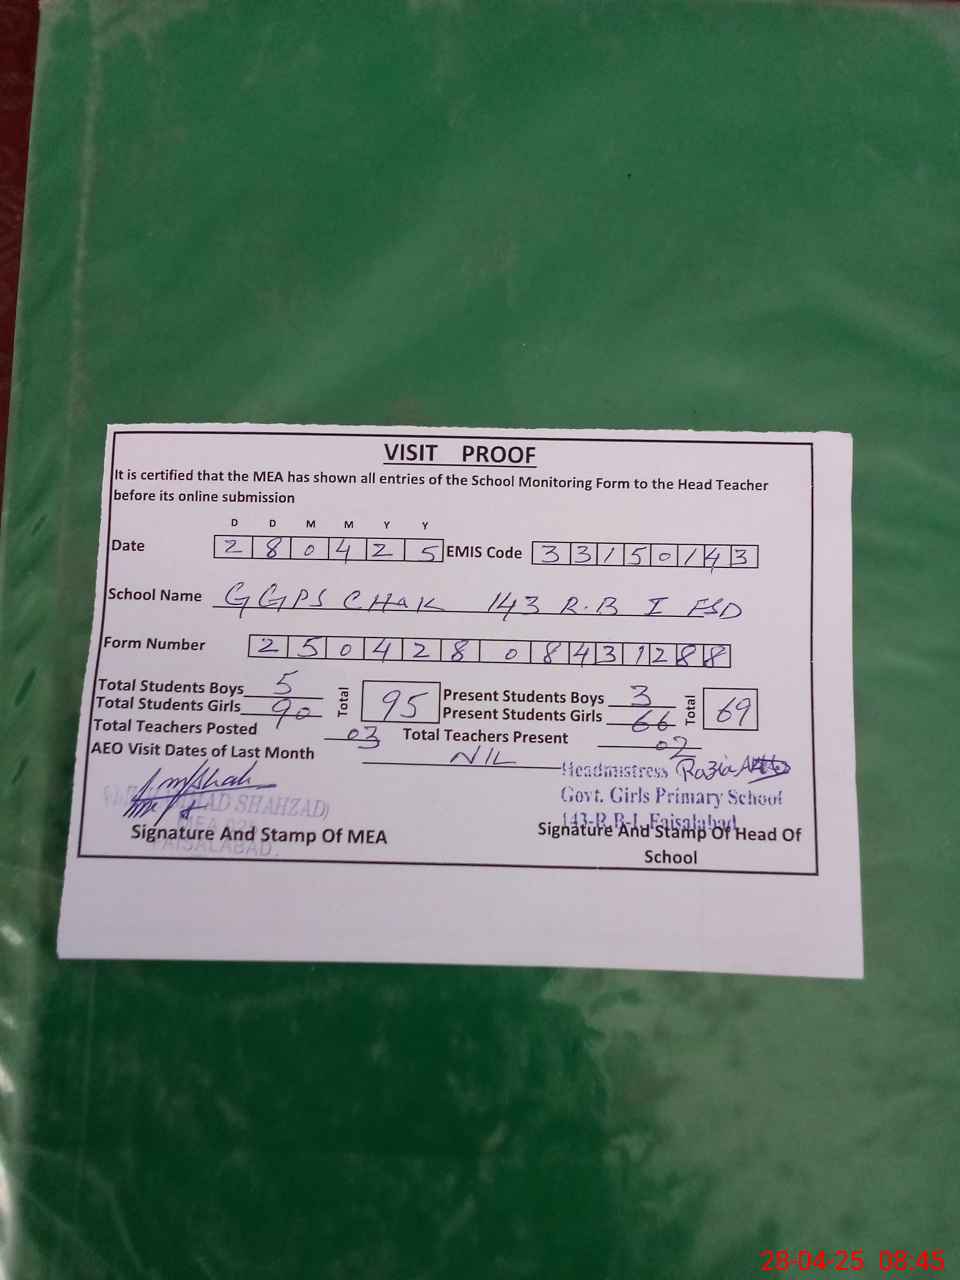 VISIT PROOF
It is certified that the MEA has shown all entries of the School Monitoring Form to the Head Teacher
before its online submission
D D M M Y Y
Date 2 8 0 4 2 5 EMIS Code 3 3 1 5 0 1 4 3
School Name GGPS CHAK 143 R.B I FSD
Form Number 2 5 0 4 2 8 0 8 4 3 1 2 8 8
Total Students Boys 5 Total 95 Present Students Boys 3 Total 69
Total Students Girls 90 Present Students Girls 66
Total Teachers Posted 03 Total Teachers Present 02
AEO Visit Dates of Last Month NIL
Headmistress Razia
Govt. Girls Primary School
143-R.B-I, Faisalabad
SHAHZAD)
FAISALABAD.
Signature And Stamp Of MEA
Signature And Stamp Of Head Of
School
28-04-25 08:45